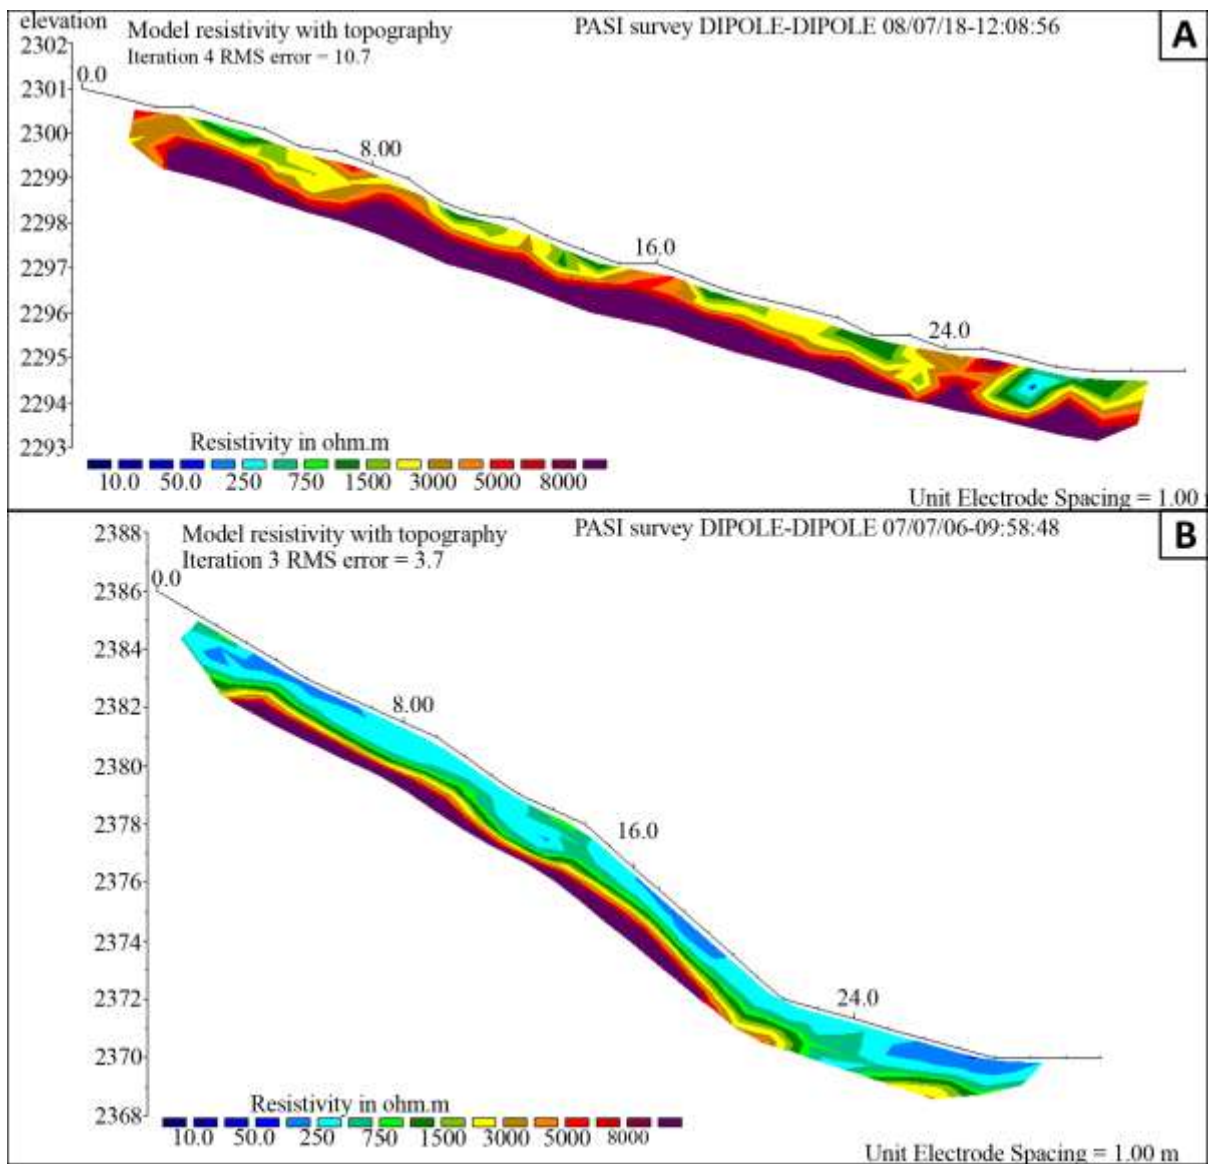 elevation
Model resistivity with topography
PASI survey DIPOLE-DIPOLE 08/07/18-12:08:56
A
Iteration 4 RMS error = 10.7
2302
0.0
2301
2300
8.00
2299
2298
16.0
2297
2296
24.0
2295
2294
2293
Resistivity in ohm.m
10.0 50.0 250 750 1500 3000 5000 8000
Unit Electrode Spacing = 1.00 m
2388
Model resistivity with topography
PASI survey DIPOLE-DIPOLE 07/07/06-09:58:48
B
Iteration 3 RMS error = 3.7
0.0
2386
2384
8.00
2382
2380
2378
16.0
2376
2374
24.0
2372
2370
2368
Resistivity in ohm.m
10.0 50.0 250 750 1500 3000 5000 8000
Unit Electrode Spacing = 1.00 m